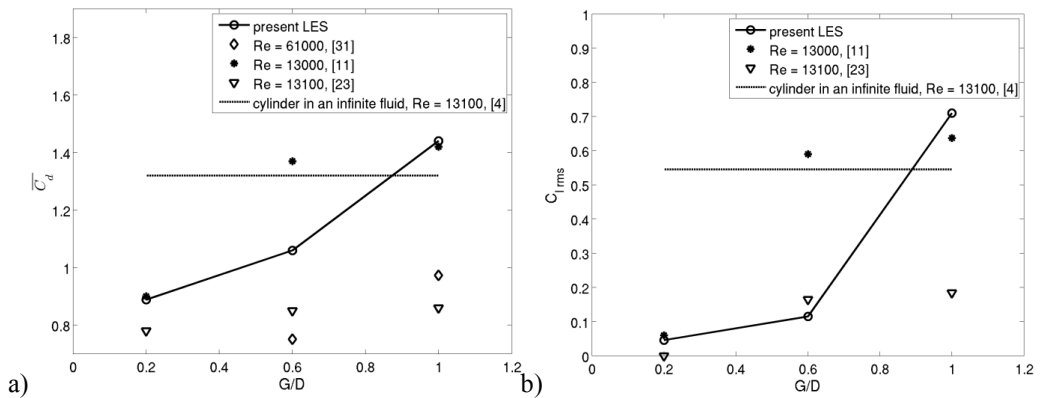 present LES
Re = 61000, [31]
Re = 13000, [11]
Re = 13100, [23]
cylinder in an infinite fluid, Re = 13100, [4]
1.8
1.6
1.4
1.2
1
0.8
C_d
0 0.2 0.4 0.6 0.8 1 1.2
G/D
a)
present LES
Re = 13000, [11]
Re = 13100, [23]
cylinder in an infinite fluid, Re = 13100, [4]
1
0.9
0.8
0.7
0.6
0.5
0.4
0.3
0.2
0.1
0
C_l rms
0 0.2 0.4 0.6 0.8 1 1.2
G/D
b)